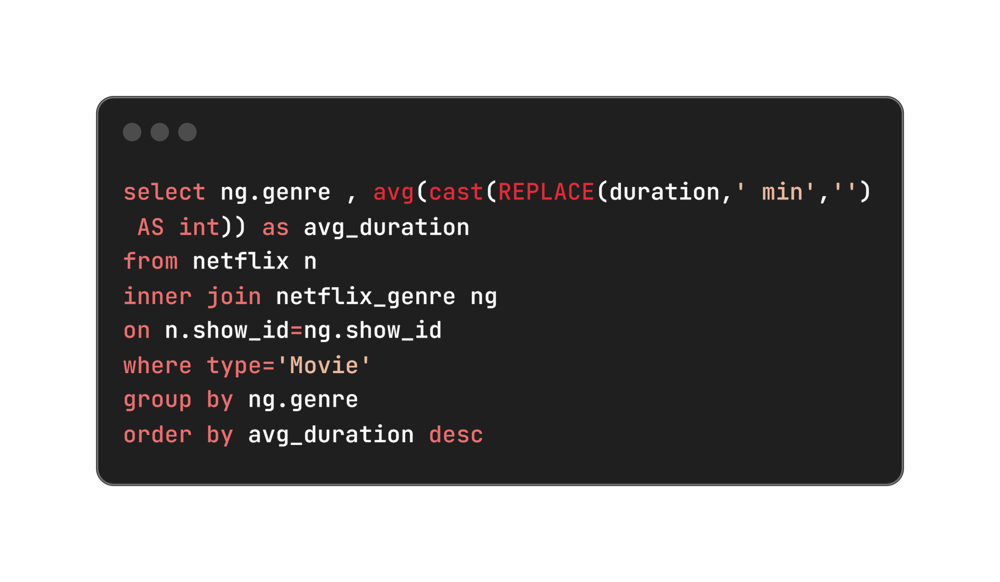 select ng.genre , avg(cast(REPLACE(duration,' min','')
 AS int)) as avg_duration
from netflix n
inner join netflix_genre ng
on n.show_id=ng.show_id
where type='Movie'
group by ng.genre
order by avg_duration desc